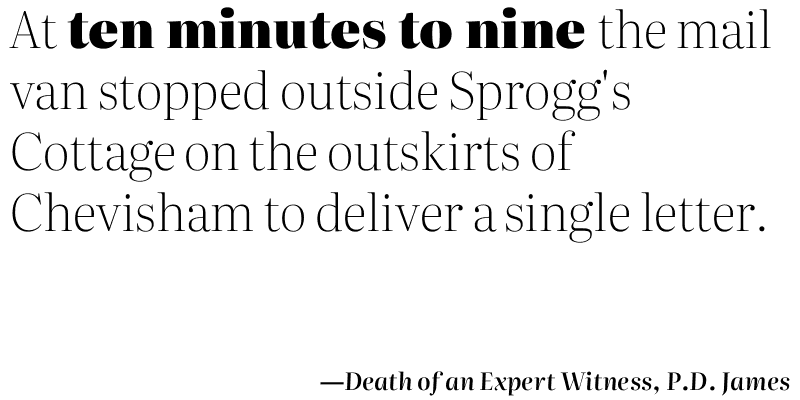 At ten minutes to nine the mail
van stopped outside Sprogg's
Cottage on the outskirts of
Chevisham to deliver a single letter.
—Death of an Expert Witness, P.D. James